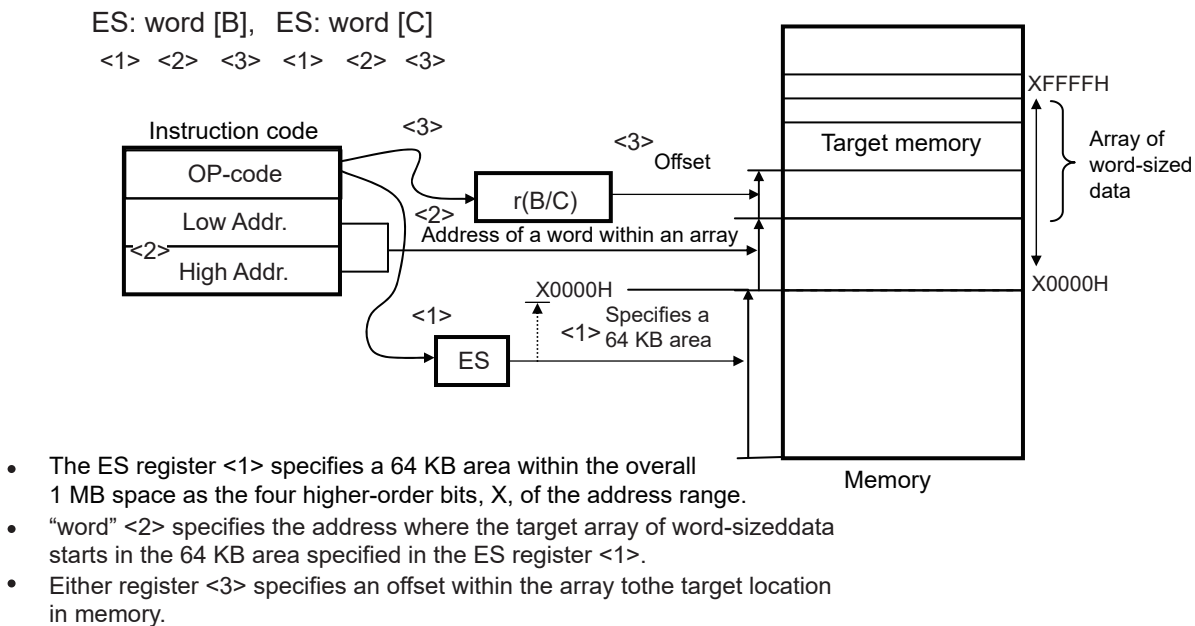 ES: word [B], ES: word [C]
<1> <2> <3> <1> <2> <3>
XFFFFH
Instruction code
<3>
OP-code
Low Addr.
<2>
High Addr.
r(B/C)
<3>
Offset
<2>
Address of a word within an array
Target memory
Array of
word-sized
data
X0000H
X0000H
<1>
ES
<1>
Specifies a
64 KB area
Memory
• The ES register <1> specifies a 64 KB area within the overall
1 MB space as the four higher-order bits, X, of the address range.
• “word” <2> specifies the address where the target array of word-sizeddata
starts in the 64 KB area specified in the ES register <1>.
• Either register <3> specifies an offset within the array tothe target location
in memory.